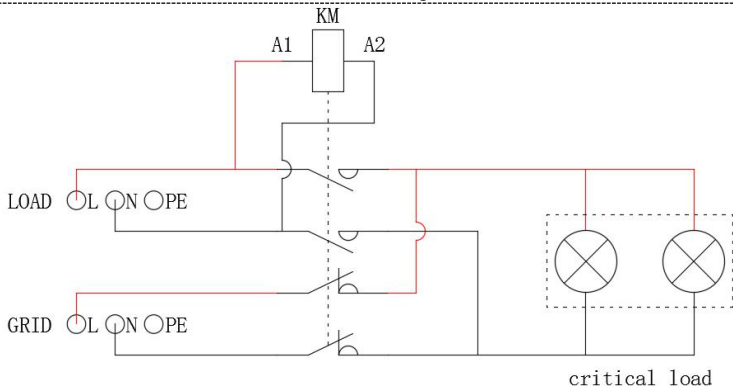 KM
A1 A2
LOAD L N PE
GRID L N PE
critical load